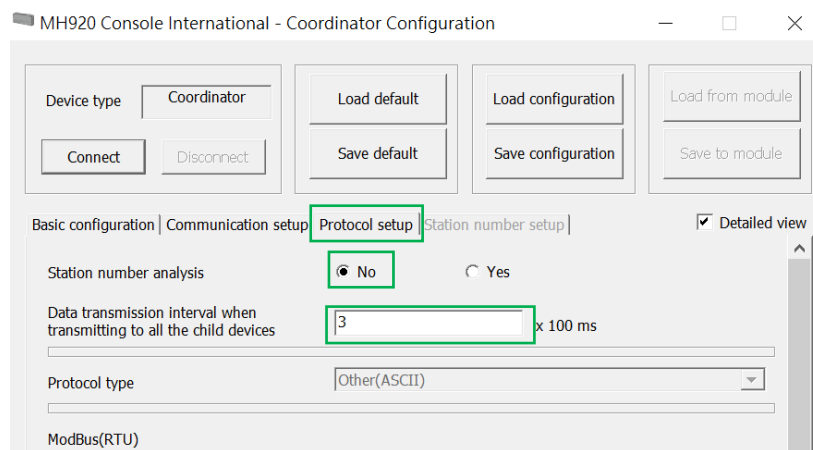 MH920 Console International - Coordinator Configuration
Device type Coordinator Load default Load configuration Load from module
Connect Disconnect Save default Save configuration Save to module
Basic configuration Communication setup Protocol setup Station number setup Detailed view
Station number analysis No Yes
Data transmission interval when
transmitting to all the child devices 3 x 100 ms
Protocol type Other(ASCII)
ModBus(RTU)